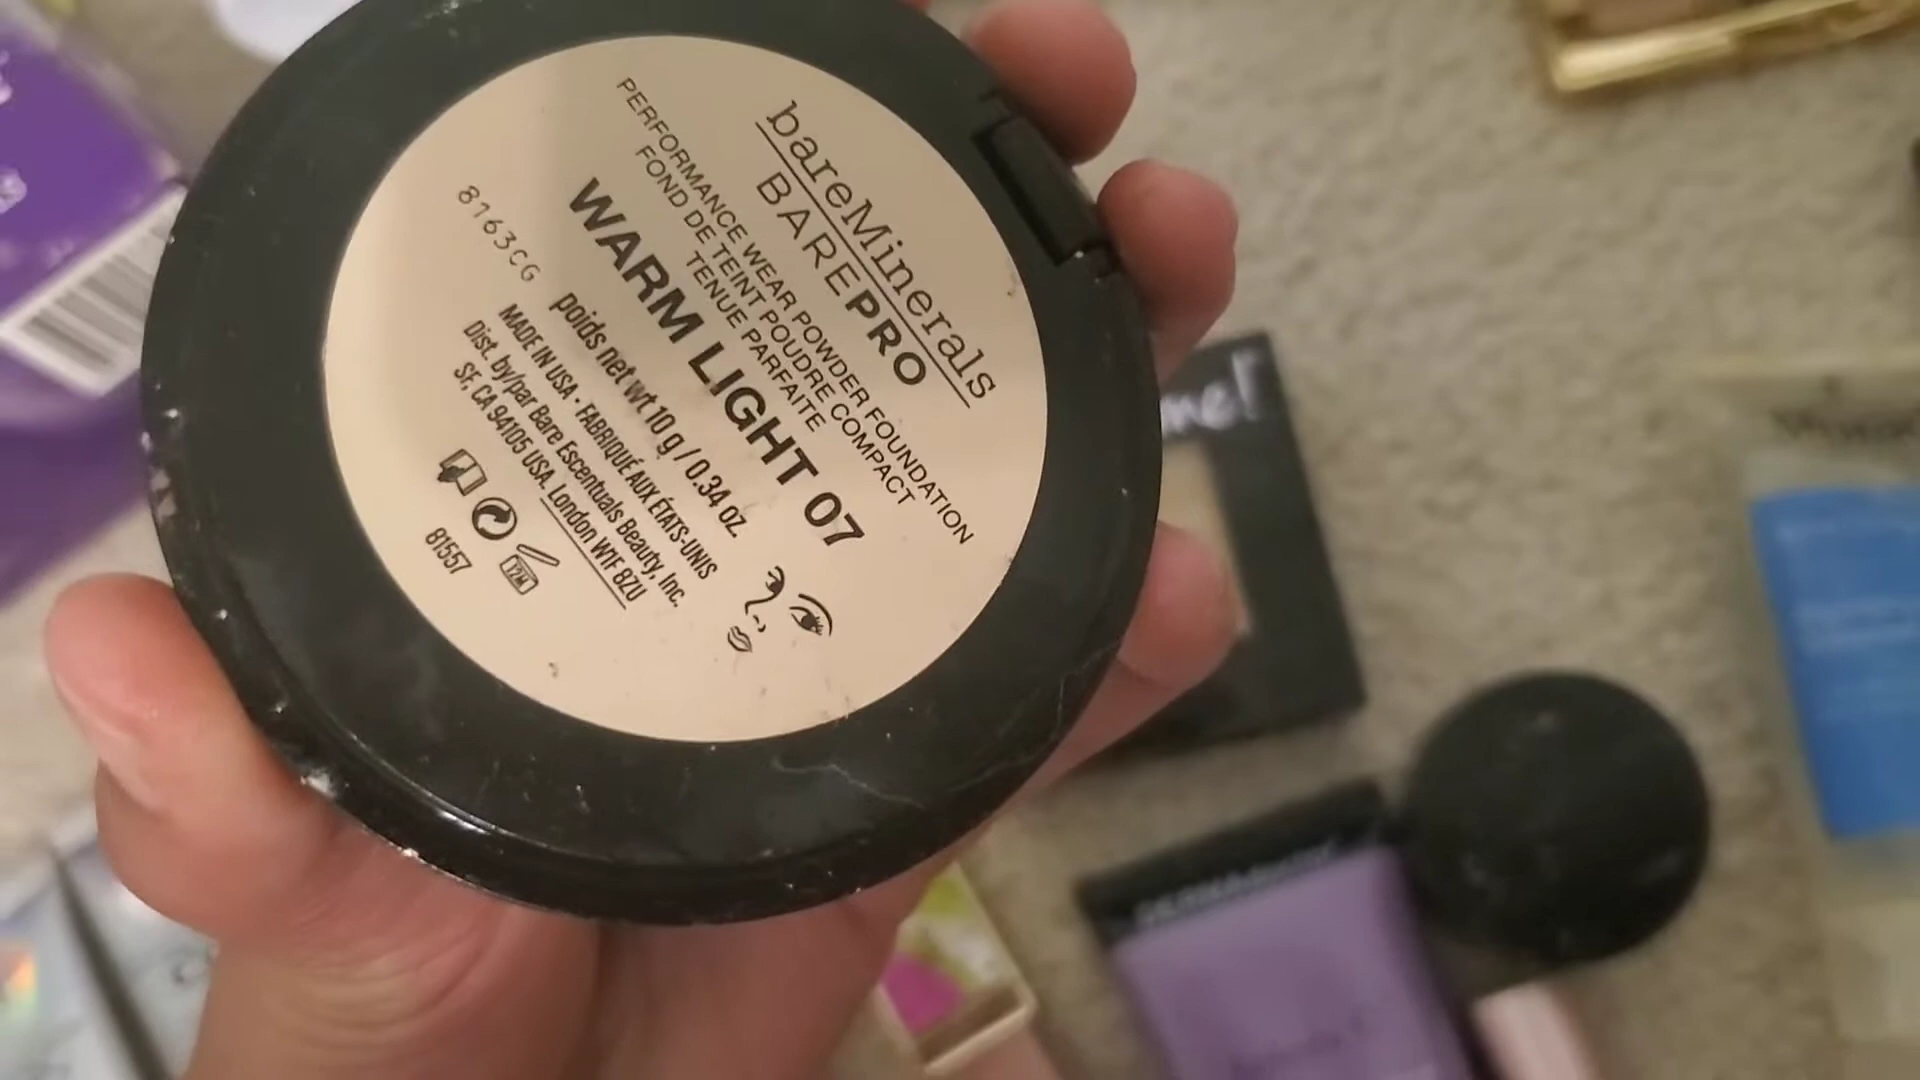 bareMinerals
BAREPRO
PERFORMANCE WEAR POWDER FOUNDATION
FOND DE TEINT POUDRE COMPACT
TENUE PARFAITE
WARM LIGHT 07
8163CG
poids net wt 10 g / 0.34 oz.
MADE IN USA • FABRIQUÉ AUX ÉTATS-UNIS
Dist. by/par Bare Escentuals Beauty, Inc.
SF, CA 94105 USA. London W1F 8ZU
12M
81557
me!